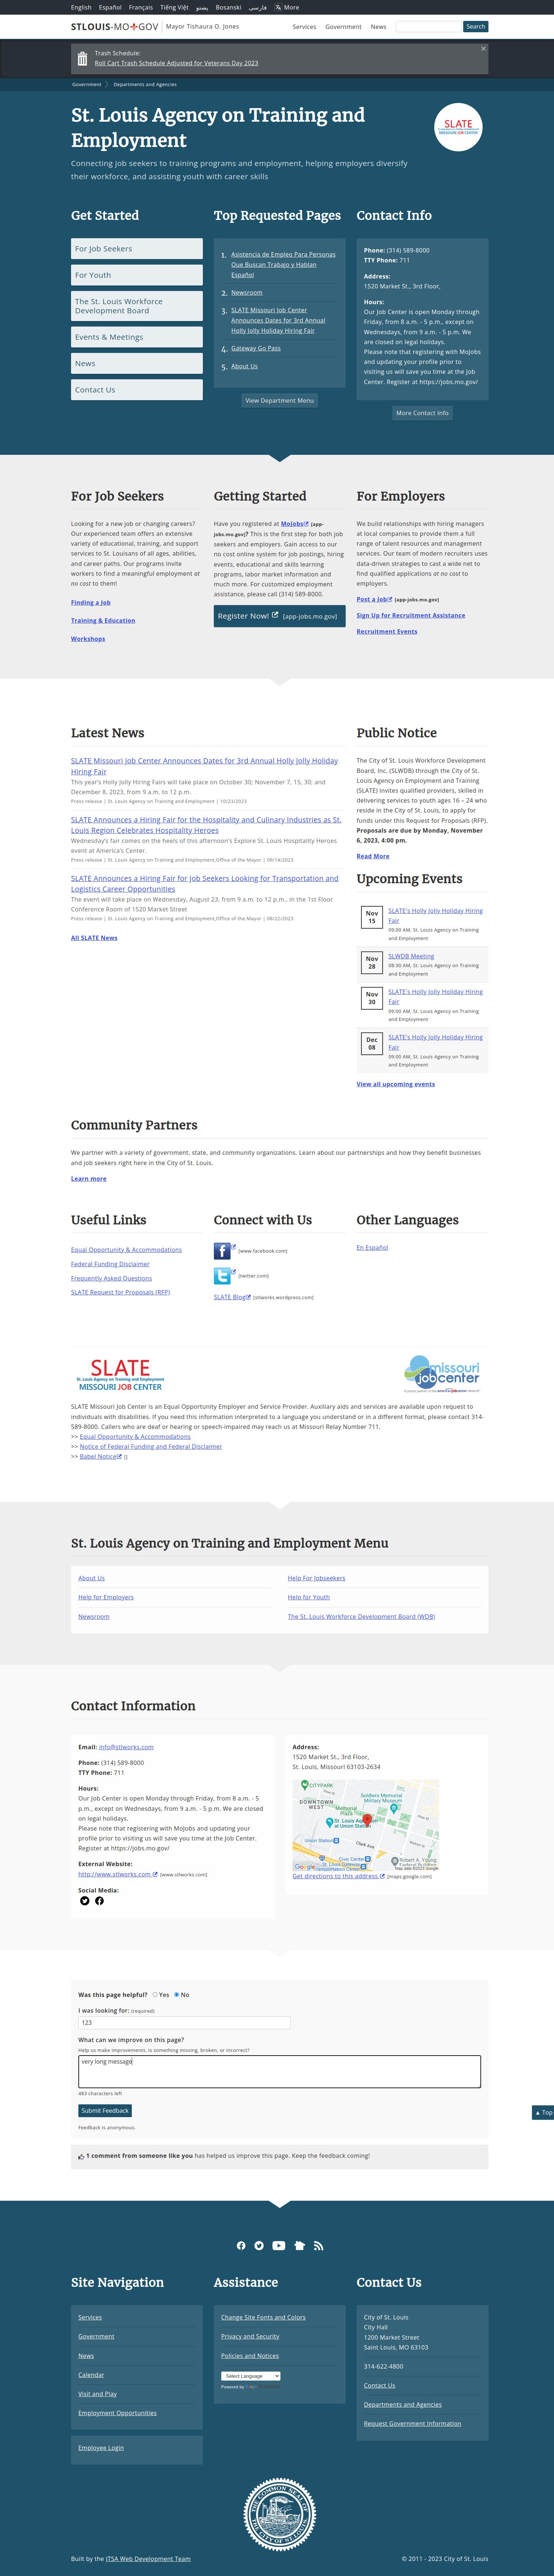 English Español Français Tiếng Việt پښتو Bosanski فارسی More
STLOUIS-MO GOV Mayor Tishaura O. Jones Services Government News Search
Trash Schedule:
Roll Cart Trash Schedule Adjusted for Veterans Day 2023
Government Departments and Agencies
St. Louis Agency on Training and
Employment
Connecting job seekers to training programs and employment, helping employers diversify
their workforce, and assisting youth with career skills
SLATE
MISSOURI JOB CENTER
Get Started
For Job Seekers
For Youth
The St. Louis Workforce
Development Board
Events & Meetings
News
Contact Us
Top Requested Pages
1. Asistencia de Empleo Para Personas
Que Buscan Trabajo y Hablan
Español
2. Newsroom
3. SLATE Missouri Job Center
Announces Dates for 3rd Annual
Holly Jolly Holiday Hiring Fair
4. Gateway Go Pass
5. About Us
View Department Menu
Contact Info
Phone: (314) 589-8000
TTY Phone: 711
Address:
1520 Market St., 3rd Floor,
Hours:
Our Job Center is open Monday through
Friday, from 8 a.m. - 5 p.m., except on
Wednesdays, from 9 a.m. - 5 p.m. We
are closed on legal holidays.
Please note that registering with MoJobs
and updating your profile prior to
visiting us will save you time at the Job
Center. Register at https://jobs.mo.gov/
More Contact Info
For Job Seekers
Looking for a new job or changing careers?
Our experienced team offers an extensive
variety of educational, training, and support
services to St. Louisans of all ages, abilities,
and career paths. Our programs invite
workers to find a meaningful employment at
no cost to them!
Finding a Job
Training & Education
Workshops
Getting Started
Have you registered at MoJobs [app-
jobs.mo.gov]? This is the first step for both job
seekers and employers. Gain access to our
no cost online system for job postings, hiring
events, educational and skills learning
programs, labor market information and
much more. For customized employment
assistance, please call (314) 589-8000.
Register Now! [app-jobs.mo.gov]
For Employers
We build relationships with hiring managers
at local companies to provide them a full
range of talent resources and management
services. Our team of modern recruiters uses
data-driven strategies to establish a cost-
effective recruitment plan to help companies
find qualified applications at no cost to
employers.
Post a Job [app-jobs.mo.gov]
Sign Up for Recruitment Assistance
Recruitment Events
Latest News
SLATE Missouri Job Center Announces Dates for 3rd Annual Holly Jolly Holiday
Hiring Fair
This year's Holly Jolly Hiring Fairs will take place on October 30; November 7, 15, 30; and
December 8, 2023, from 9 a.m. to 12 p.m.
Press release | St. Louis Agency on Training and Employment | 10/23/2023
SLATE Announces a Hiring Fair for the Hospitality and Culinary Industries as St.
Louis Region Celebrates Hospitality Heroes
Wednesday's fair comes on the heels of this afternoon's Explore St. Louis Hospitality Heroes
event at America's Center.
Press release | St. Louis Agency on Training and Employment,Office of the Mayor | 09/14/2023
SLATE Announces a Hiring Fair for Job Seekers Looking for Transportation and
Logistics Career Opportunities
The event will take place on Wednesday, August 23, from 9 a.m. to 12 p.m., in the 1st Floor
Conference Room of 1520 Market Street
Press release | St. Louis Agency on Training and Employment,Office of the Mayor | 08/22/2023
All SLATE News
Public Notice
The City of St. Louis Workforce Development
Board, Inc. (SLWDB) through the City of St.
Louis Agency on Training and Employment
(SLATE) invites qualified providers, skilled in
delivering services to youth ages 16 – 24 who
reside in the City of St. Louis, to apply for
funds under this Request for Proposals (RFP).
Proposals are due by Monday, November
6, 2023, 4:00 pm.
Read More
Upcoming Events
Nov 15 SLATE's Holly Jolly Holiday Hiring
Fair
09:00 AM, St. Louis Agency on Training
and Employment
Nov 28 SLWDB Meeting
08:30 AM, St. Louis Agency on Training
and Employment
Nov 30 SLATE's Holly Jolly Holiday Hiring
Fair
09:00 AM, St. Louis Agency on Training
and Employment
Dec 08 SLATE's Holly Jolly Holiday Hiring
Fair
09:00 AM, St. Louis Agency on Training
and Employment
View all upcoming events
Community Partners
We partner with a variety of government, state, and community organizations. Learn about our partnerships and how they benefit businesses
and job seekers right here in the City of St. Louis.
Learn more
Useful Links
Equal Opportunity & Accommodations
Federal Funding Disclaimer
Frequently Asked Questions
SLATE Request for Proposals (RFP)
Connect with Us
[www.facebook.com]
[twitter.com]
SLATE Blog [stlworks.wordpress.com]
Other Languages
En Español
SLATE
St. Louis Agency on Training and Employment
MISSOURI JOB CENTER
missouri
job center
SLATE Missouri Job Center is an Equal Opportunity Employer and Service Provider. Auxiliary aids and services are available upon request to
individuals with disabilities. If you need this information interpreted to a language you understand or in a different format, please contact 314-
589-8000. Callers who are deaf or hearing or speech-impaired may reach us at Missouri Relay Number 711.
>> Equal Opportunity & Accommodations
>> Notice of Federal Funding and Federal Disclaimer
>> Babel Notice []
St. Louis Agency on Training and Employment Menu
About Us
Help for Employers
Newsroom
Help For Jobseekers
Help for Youth
The St. Louis Workforce Development Board (WDB)
Contact Information
Email: info@stlworks.com
Phone: (314) 589-8000
TTY Phone: 711
Hours:
Our Job Center is open Monday through Friday, from 8 a.m. - 5
p.m., except on Wednesdays, from 9 a.m. - 5 p.m. We are closed
on legal holidays.
Please note that registering with MoJobs and updating your
profile prior to visiting us will save you time at the Job Center.
Register at https://jobs.mo.gov/
External Website:
http://www.stlworks.com [www.stlworks.com]
Social Media:
Address:
1520 Market St., 3rd Floor,
St. Louis, Missouri 63103-2634
CITYPARK
DOWNTOWN
WEST
Soldiers Memorial
Military Museum
Memorial
Plaza
St. Louis Aquarium
at Union Station
Union Station
Clark Ave
Civic Center
Robert A. Young
Federal Building
Google
Map data ©2023 Google
Get directions to this address [maps.google.com]
Was this page helpful? Yes No
I was looking for: (required)
123
What can we improve on this page?
Help us make improvements. Is something missing, broken, or incorrect?
very long message
483 characters left
Submit Feedback
Feedback is anonymous.
▲ Top
1 comment from someone like you has helped us improve this page. Keep the feedback coming!
Site Navigation
Services
Government
News
Calendar
Visit and Play
Employment Opportunities
Employee Login
Assistance
Change Site Fonts and Colors
Privacy and Security
Policies and Notices
Select Language
Powered by
Contact Us
City of St. Louis
City Hall
1200 Market Street
Saint Louis, MO 63103
314-622-4800
Contact Us
Departments and Agencies
Request Government Information
THE COMMON SEAL OF THE CITY OF ST. LOUIS
Built by the ITSA Web Development Team
© 2011 - 2023 City of St. Louis